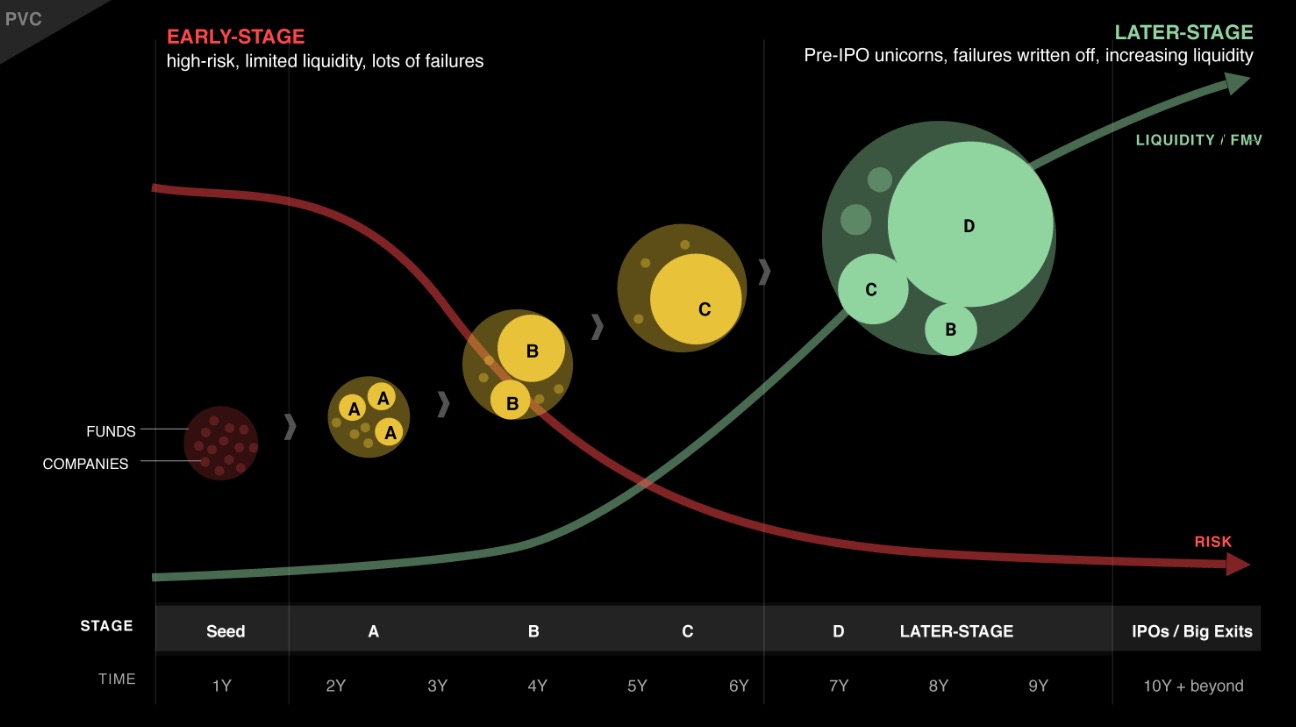 PVC
EARLY-STAGE
high-risk, limited liquidity, lots of failures
LATER-STAGE
Pre-IPO unicorns, failures written off, increasing liquidity
LIQUIDITY / FMV
D
C
B
C
B
B
A
A
A
FUNDS
COMPANIES
RISK
STAGE
Seed
A
B
C
D
LATER-STAGE
IPOs / Big Exits
TIME
1Y
2Y
3Y
4Y
5Y
6Y
7Y
8Y
9Y
10Y + beyond